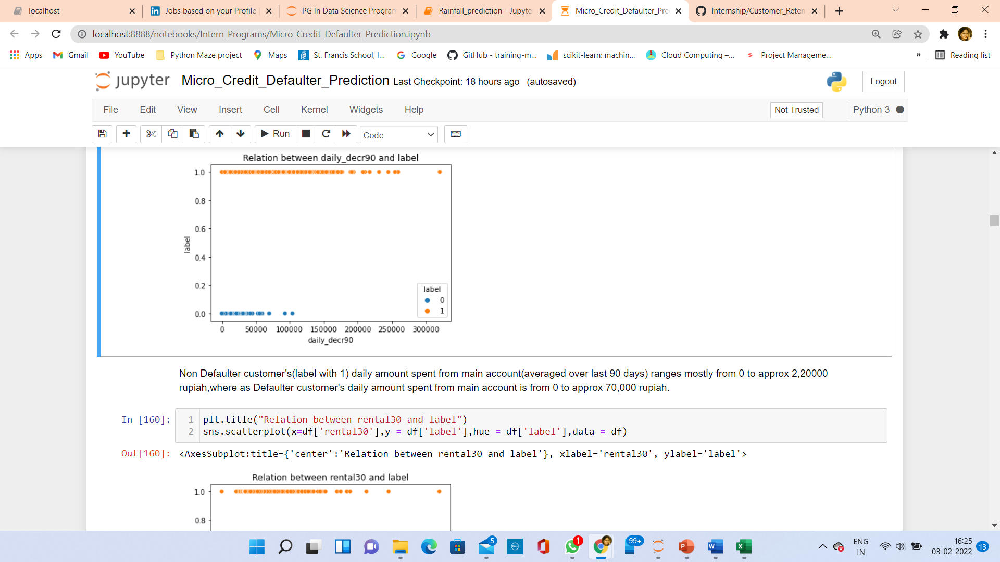 localhost
Jobs based on your Profile
PG In Data Science Program
Rainfall_prediction - Jupyter
Micro_Credit_Defaulter_Pre
Internship/Customer_Reten
localhost:8888/notebooks/Intern_Programs/Micro_Credit_Defaulter_Prediction.ipynb
Apps
Gmail
YouTube
Python Maze project
Maps
St. Francis School, I...
Google
GitHub - training-m...
scikit-learn: machin...
Cloud Computing –...
Project Manageme...
»
Reading list
jupyter
Micro_Credit_Defaulter_Prediction Last Checkpoint: 18 hours ago (autosaved)
Logout
File Edit View Insert Cell Kernel Widgets Help
Not Trusted
Python 3
Run
Code
Relation between daily_decr90 and label
1.0
0.8
0.6
label
0.4
0.2
label
0
1
0.0
0 50000 100000 150000 200000 250000 300000
daily_decr90
Non Defaulter customer's(label with 1) daily amount spent from main account(averaged over last 90 days) ranges mostly from 0 to approx 2,20000
rupiah,where as Defaulter customer's daily amount spent from main account is from 0 to approx 70,000 rupiah.
In [160]:
1 plt.title("Relation between rental30 and label")
2 sns.scatterplot(x=df['rental30'],y = df['label'],hue = df['label'],data = df)
Out[160]: <AxesSubplot:title={'center':'Relation between rental30 and label'}, xlabel='rental30', ylabel='label'>
Relation between rental30 and label
1.0
0.8
5
DELL
1
99+
ENG
IN
16:25
03-02-2022
13